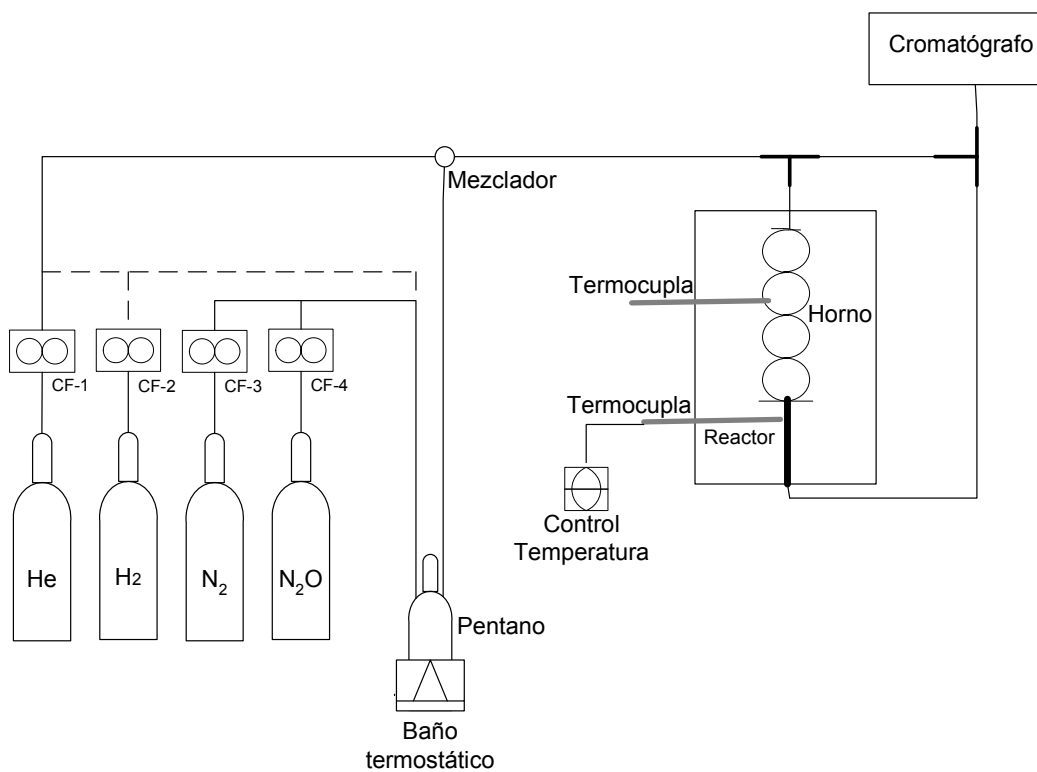 Cromatógrafo
Mezclador
Termocupla
Horno
CF-1
CF-2
CF-3
CF-4
Termocupla
Reactor
He
H2
N2
N2O
Control
Temperatura
Pentano
Baño
termostático